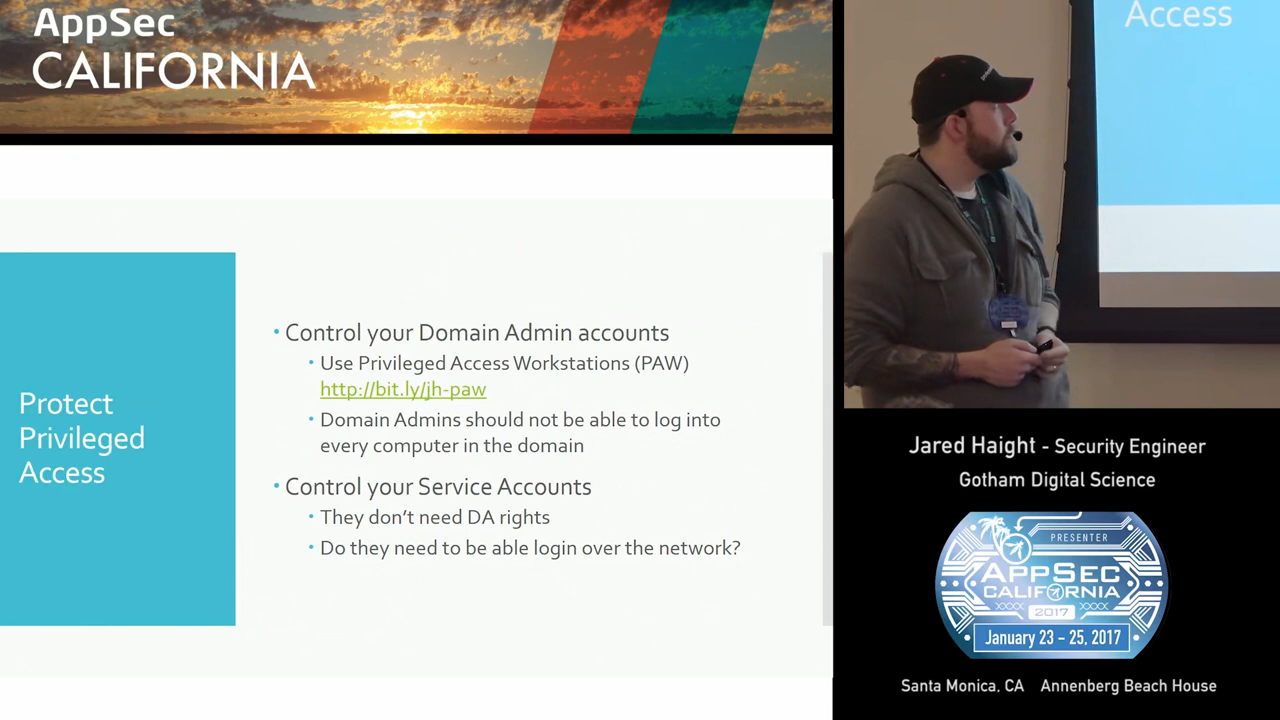 AppSec
CALIFORNIA
Access
Protect
Privileged
Access
• Control your Domain Admin accounts
• Use Privileged Access Workstations (PAW)
http://bit.ly/jh-paw
• Domain Admins should not be able to log into
every computer in the domain
• Control your Service Accounts
• They don’t need DA rights
• Do they need to be able login over the network?
Jared Haight - Security Engineer
Gotham Digital Science
PRESENTER
APPSEC
CALIFORNIA
2017
January 23 - 25, 2017
Santa Monica, CA Annenberg Beach House